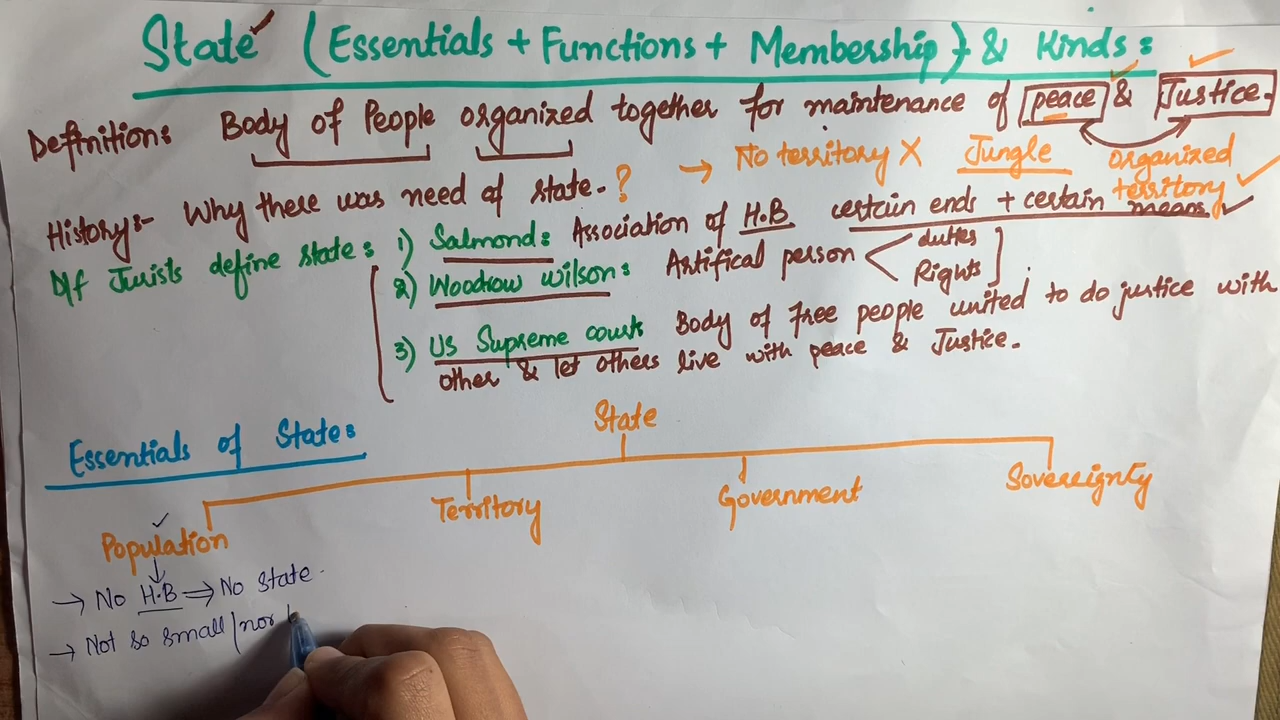 State (Essentials + Functions + Membership) & Kinds:
Definition: Body of People organized together for maintenance of peace & Justice.
→ No territory X Jungle organized territory
History:- Why there was need of state. ?
Diff Jurists define state: 1) Salmond: Association of H.B certain ends + certain means
2) Woodrow wilson: Artifical person < duties Rights
3) US Supreme court: Body of free people united to do justice with
other & let others live with peace & Justice.
Essentials of State:
State
Population Territory Government Sovereignty
→ No H.B ⇒ No state.
→ Not so small/nor